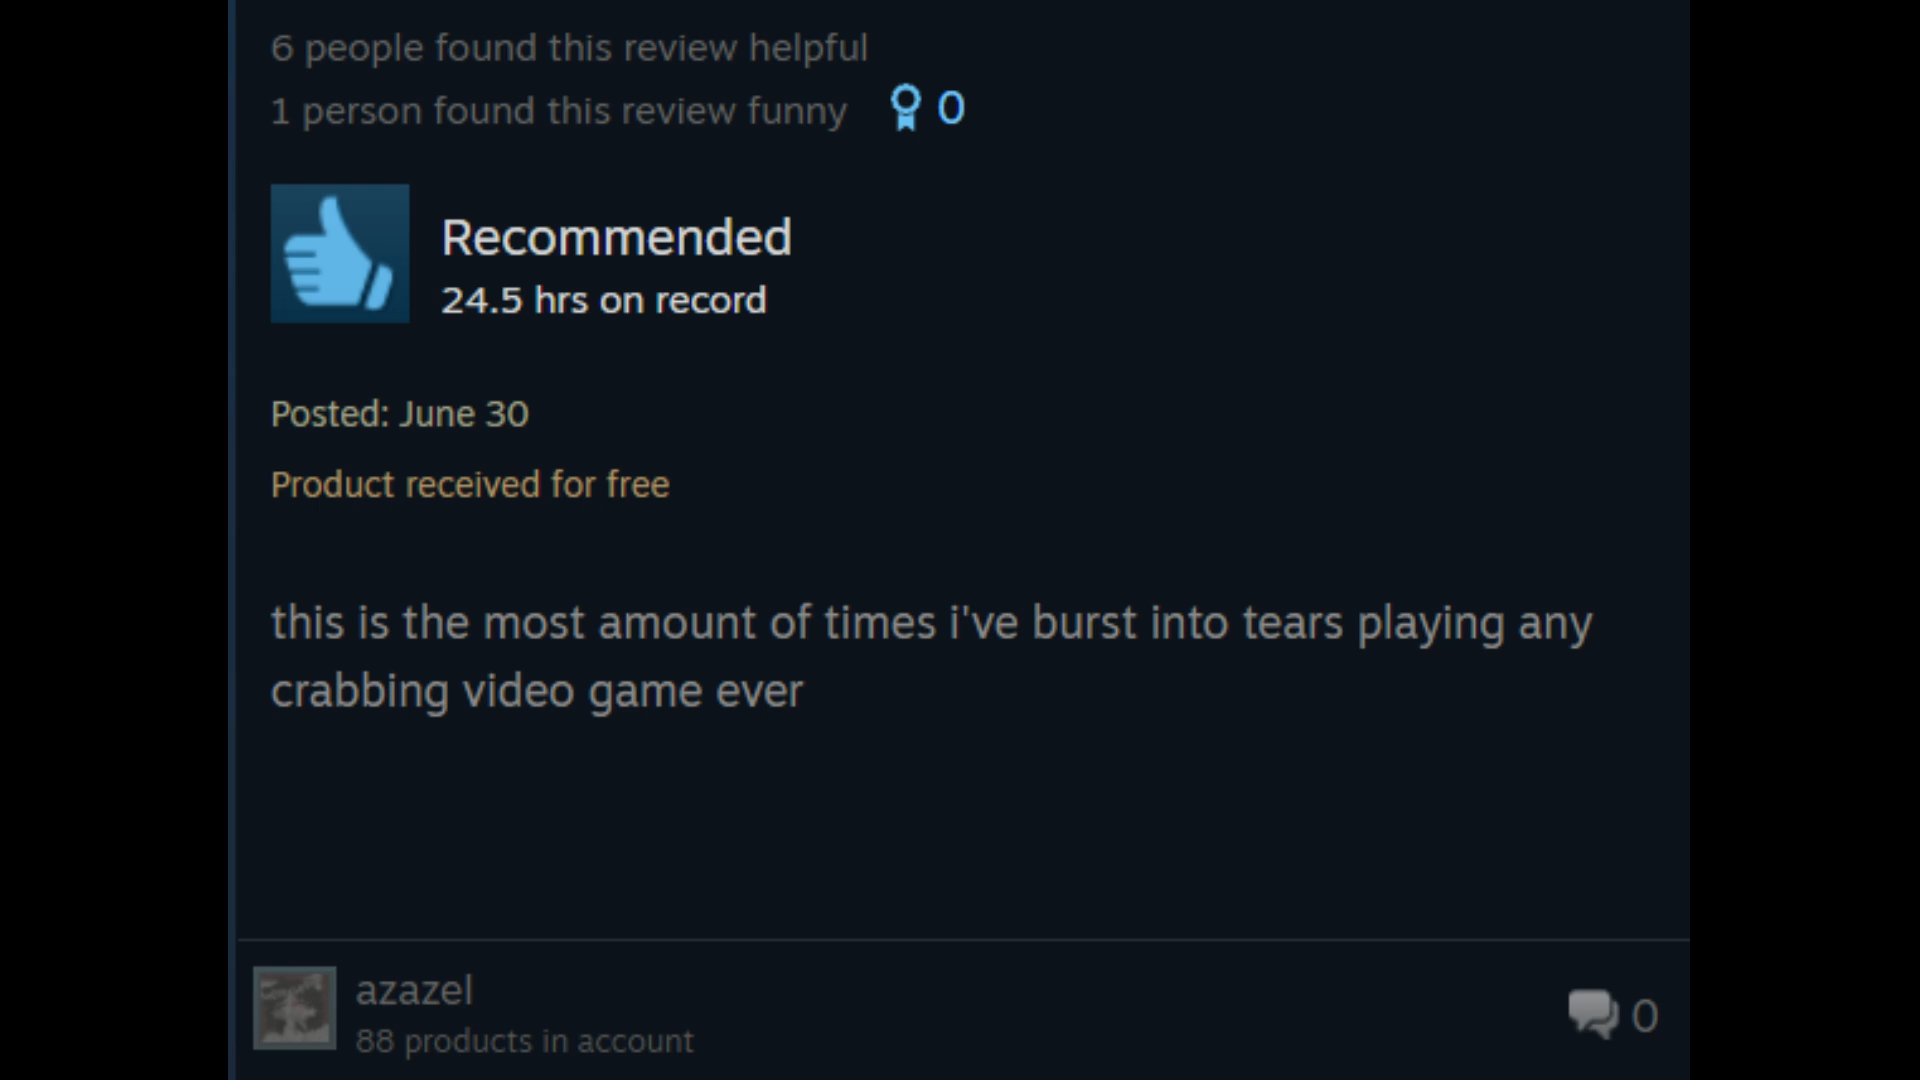 6 people found this review helpful
1 person found this review funny 0
Recommended
24.5 hrs on record
Posted: June 30
Product received for free
this is the most amount of times i've burst into tears playing any
crabbing video game ever
azazel
88 products in account
0